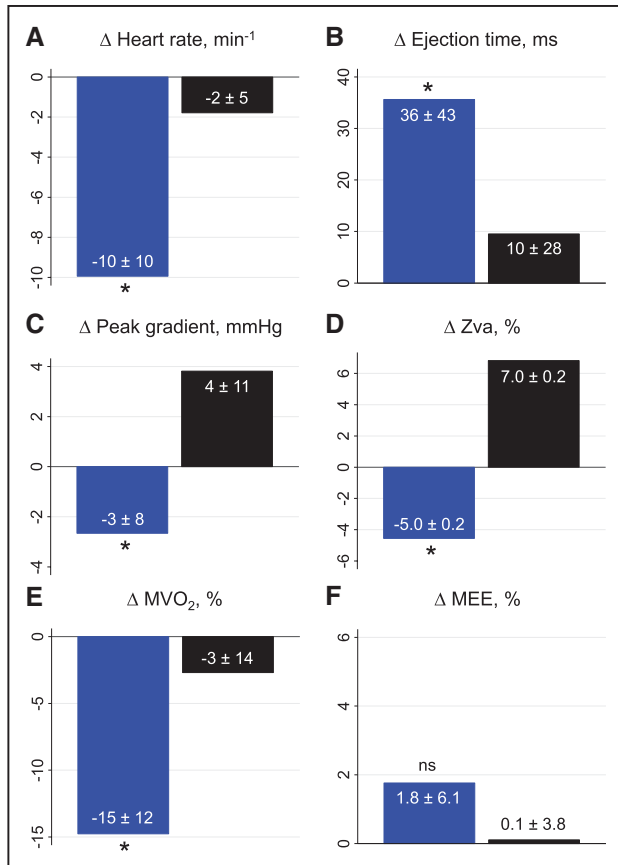 A Δ Heart rate, min⁻¹
0
-2
-4
-6
-8
-10
-2 ± 5
-10 ± 10
*
B Δ Ejection time, ms
40
30
20
10
0
*
36 ± 43
10 ± 28
C Δ Peak gradient, mmHg
4
2
0
-2
-4
4 ± 11
-3 ± 8
*
D Δ Zva, %
6
4
2
0
-2
-4
-6
7.0 ± 0.2
-5.0 ± 0.2
*
E Δ MVO₂, %
0
-5
-10
-15
-3 ± 14
-15 ± 12
*
F Δ MEE, %
6
4
2
0
ns
1.8 ± 6.1
0.1 ± 3.8